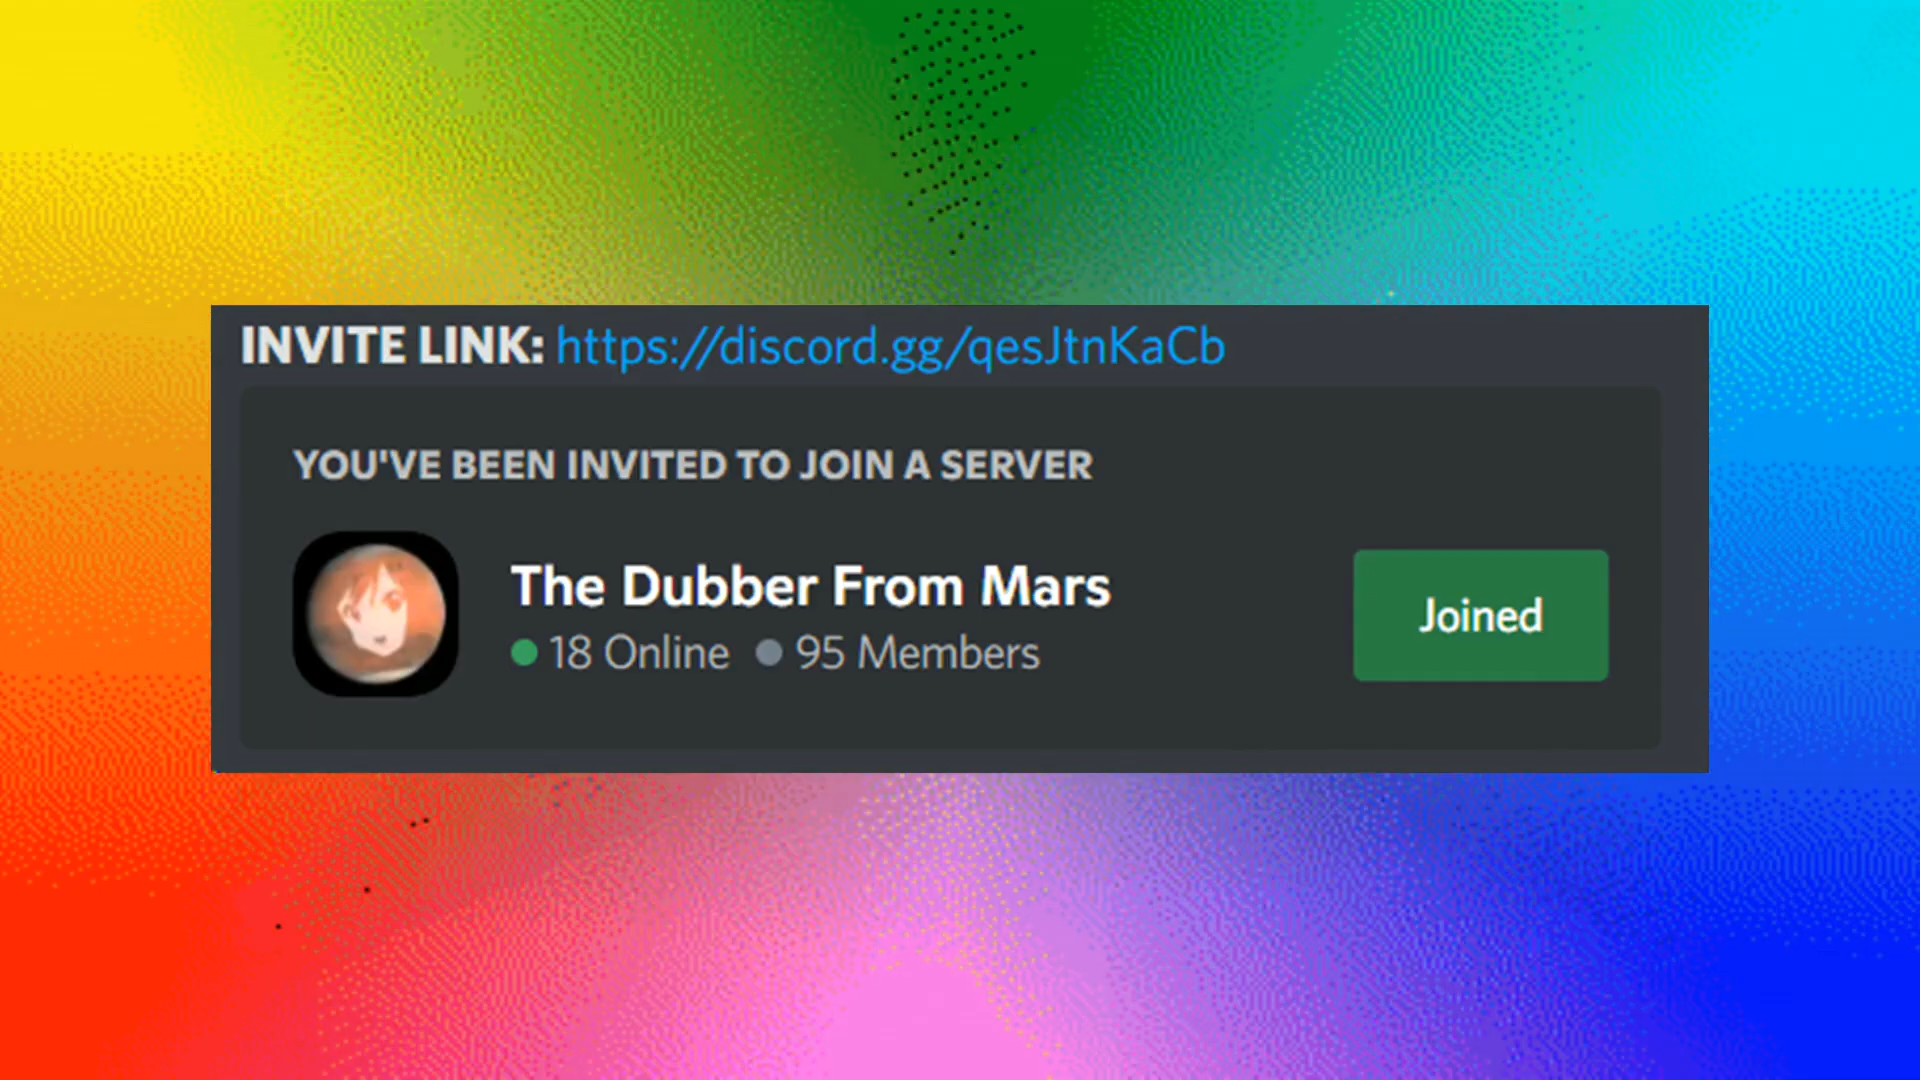 INVITE LINK: https://discord.gg/qesJtnKaCb
YOU'VE BEEN INVITED TO JOIN A SERVER
The Dubber From Mars
18 Online 95 Members
Joined